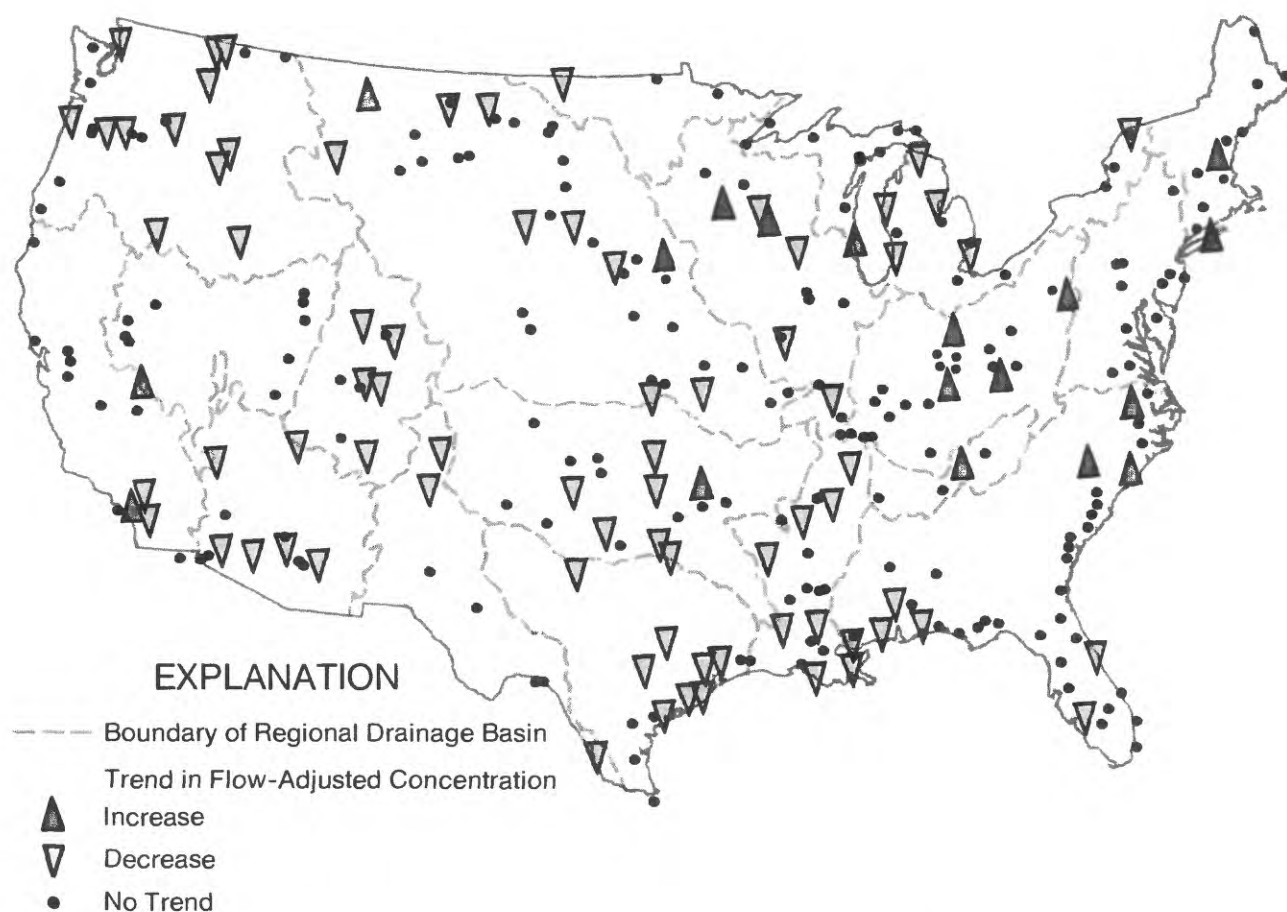 EXPLANATION
Boundary of Regional Drainage Basin
Trend in Flow-Adjusted Concentration
Increase
Decrease
No Trend